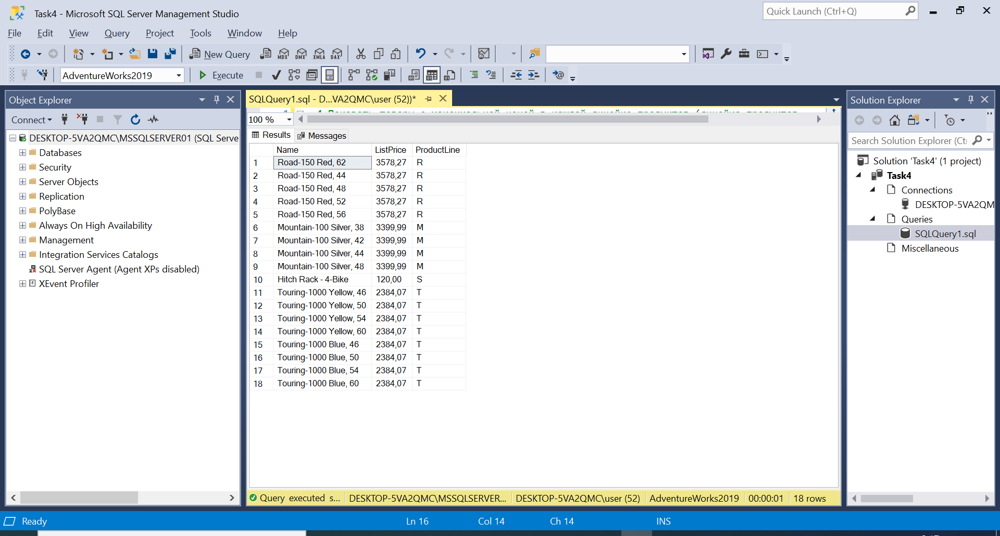 Task4 - Microsoft SQL Server Management Studio
Quick Launch (Ctrl+Q)
File Edit View Query Project Tools Window Help
New Query MDX DMX XMLA DAX
AdventureWorks2019 Execute
Object Explorer
Connect
DESKTOP-5VA2QMC\MSSQLSERVER01 (SQL Serve
Databases
Security
Server Objects
Replication
PolyBase
Always On High Availability
Management
Integration Services Catalogs
SQL Server Agent (Agent XPs disabled)
XEvent Profiler
SQLQuery1.sql - D...VA2QMC\user (52))*
100 %
Results Messages
Name ListPrice ProductLine
1 Road-150 Red, 62 3578,27 R
2 Road-150 Red, 44 3578,27 R
3 Road-150 Red, 48 3578,27 R
4 Road-150 Red, 52 3578,27 R
5 Road-150 Red, 56 3578,27 R
6 Mountain-100 Silver, 38 3399,99 M
7 Mountain-100 Silver, 42 3399,99 M
8 Mountain-100 Silver, 44 3399,99 M
9 Mountain-100 Silver, 48 3399,99 M
10 Hitch Rack - 4-Bike 120,00 S
11 Touring-1000 Yellow, 46 2384,07 T
12 Touring-1000 Yellow, 50 2384,07 T
13 Touring-1000 Yellow, 54 2384,07 T
14 Touring-1000 Yellow, 60 2384,07 T
15 Touring-1000 Blue, 46 2384,07 T
16 Touring-1000 Blue, 50 2384,07 T
17 Touring-1000 Blue, 54 2384,07 T
18 Touring-1000 Blue, 60 2384,07 T
Query executed s... DESKTOP-5VA2QMC\MSSQLSERVER... DESKTOP-5VA2QMC\user (52) AdventureWorks2019 00:00:01 18 rows
Solution Explorer
Search Solution Explorer (Ct
Solution 'Task4' (1 project)
Task4
Connections
DESKTOP-5VA2QM
Queries
SQLQuery1.sql
Miscellaneous
Ready Ln 16 Col 14 Ch 14 INS